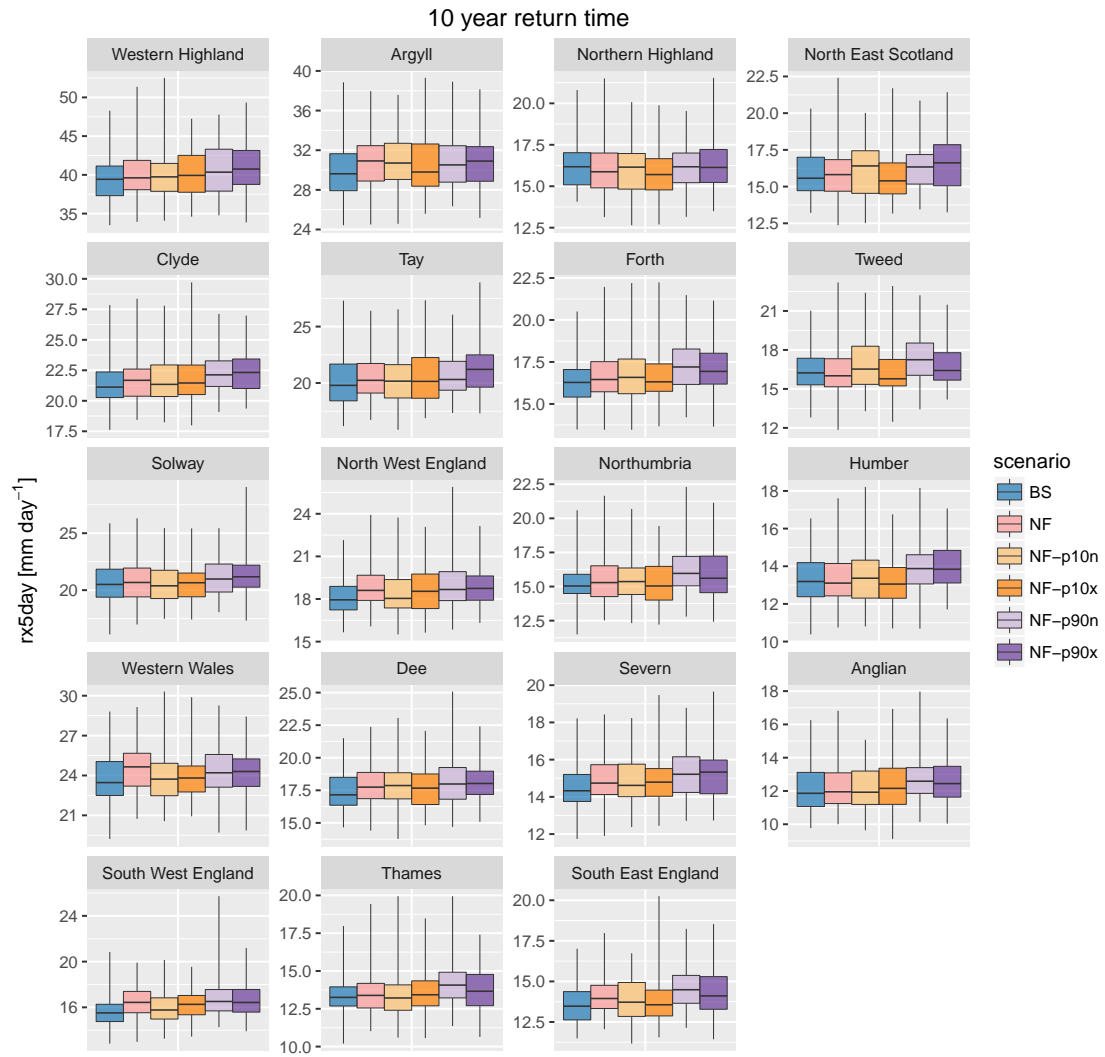 10 year return time
Western Highland Argyll Northern Highland North East Scotland
50 45 40 35
40 36 32 28 24
20.0 17.5 15.0 12.5
22.5 20.0 17.5 15.0 12.5
Clyde Tay Forth Tweed
30.0 27.5 25.0 22.5 20.0 17.5
25 20
22.5 20.0 17.5 15.0
21 18 15 12
Solway North West England Northumbria Humber
25 20
27 24 21 18 15
22.5 20.0 17.5 15.0 12.5
18 16 14 12 10
Western Wales Dee Severn Anglian
30 27 24 21
25.0 22.5 20.0 17.5 15.0
20 18 16 14 12
18 16 14 12 10
South West England Thames South East England
24 20 16
20.0 17.5 15.0 12.5 10.0
20.0 17.5 15.0 12.5
rx5day [mm day⁻¹]
scenario
BS
NF
NF−p10n
NF−p10x
NF−p90n
NF−p90x